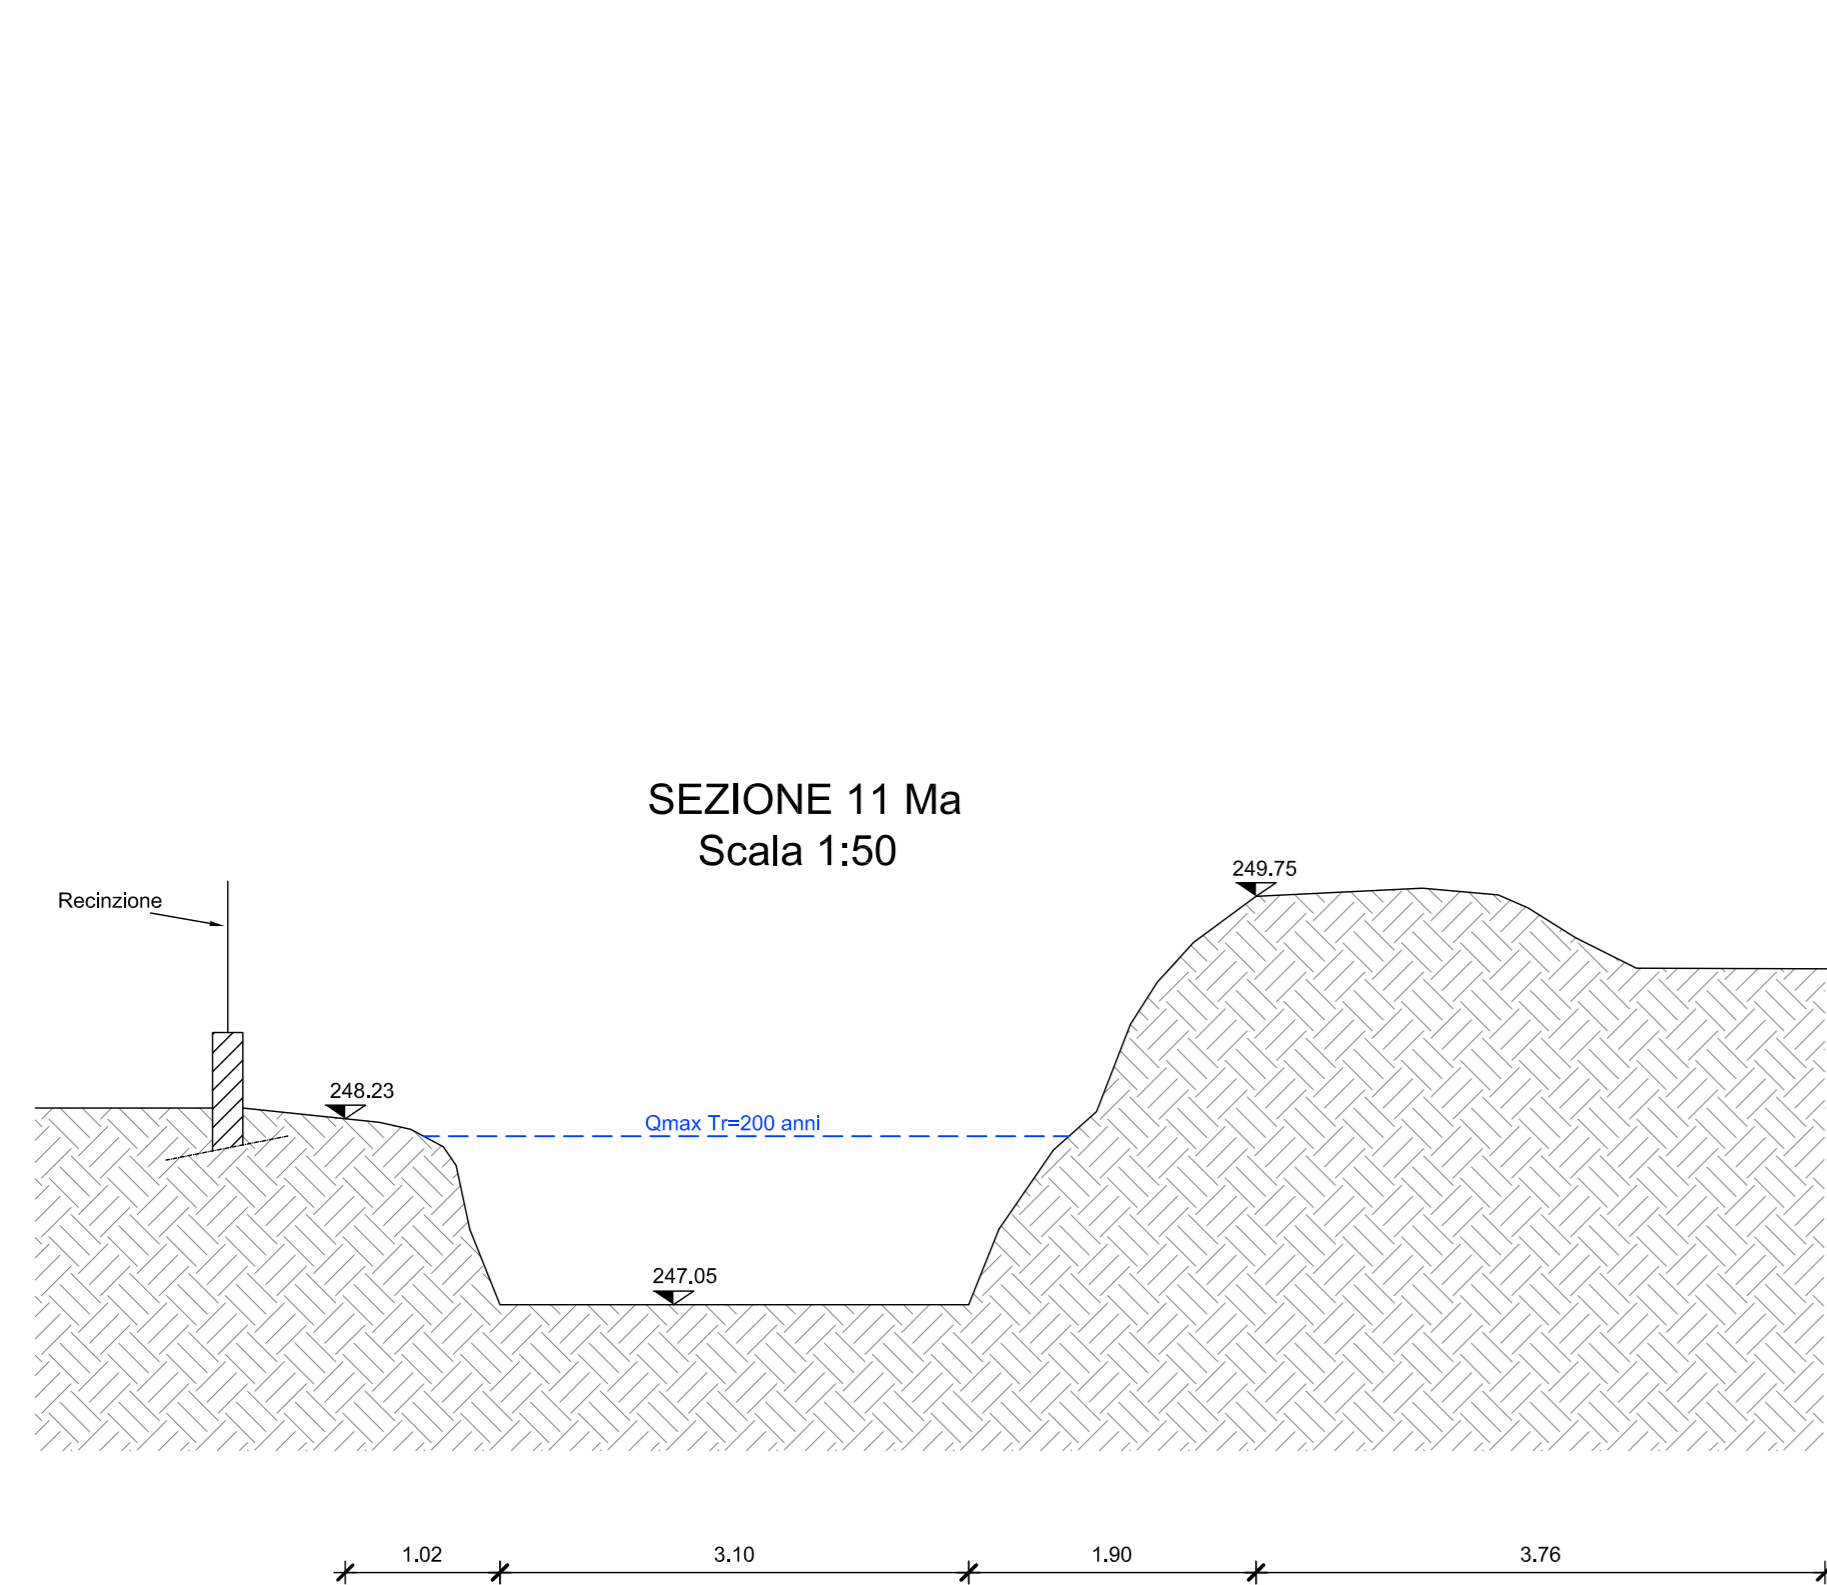 SEZIONE 11 Ma
Scala 1:50
249.75
Recinzione
248.23
Qmax Tr=200 anni
247.05
1.02
3.10
1.90
3.76